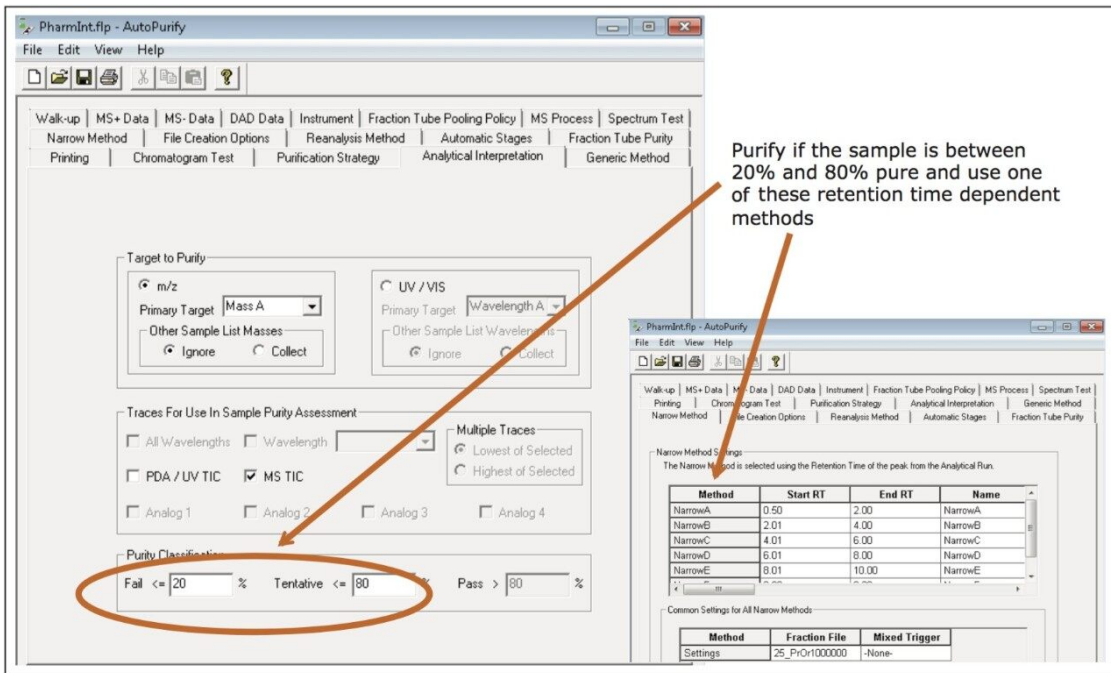 PharmInt.flp - AutoPurify
File Edit View Help
Walk-up MS+ Data MS- Data DAD Data Instrument Fraction Tube Pooling Policy MS Process Spectrum Test
Narrow Method File Creation Options Reanalysis Method Automatic Stages Fraction Tube Purity
Printing Chromatogram Test Purification Strategy Analytical Interpretation Generic Method
Target to Purify
m/z
Primary Target Mass A
Other Sample List Masses
Ignore Collect
UV / VIS
Primary Target Wavelength A
Other Sample List Wavelengths
Ignore Collect
Traces For Use In Sample Purity Assessment
All Wavelengths Wavelength
PDA / UV TIC MS TIC
Multiple Traces
Lowest of Selected
Highest of Selected
Analog 1 Analog 2 Analog 3 Analog 4
Purity Classification
Fail <= 20 % Tentative <= 80 % Pass > 80 %
Purify if the sample is between
20% and 80% pure and use one
of these retention time dependent
methods
PharmInt.flp - AutoPurify
File Edit View Help
Walk-up MS+ Data Data DAD Data Instrument Fraction Tube Pooling Policy MS Process Spectrum Test
Printing Chromatogram Test Purification Strategy Analytical Interpretation Generic Method
Narrow Method File Creation Options Reanalysis Method Automatic Stages Fraction Tube Purity
Narrow Method Settings
The Narrow Method is selected using the Retention Time of the peak from the Analytical Run.
Method Start RT End RT Name
NarrowA 0.50 2.00 NarrowA
NarrowB 2.01 4.00 NarrowB
NarrowC 4.01 6.00 NarrowC
NarrowD 6.01 8.00 NarrowD
NarrowE 8.01 10.00 NarrowE
Common Settings for All Narrow Methods
Method Fraction File Mixed Trigger
Settings 25_PrOr1000000 -None-